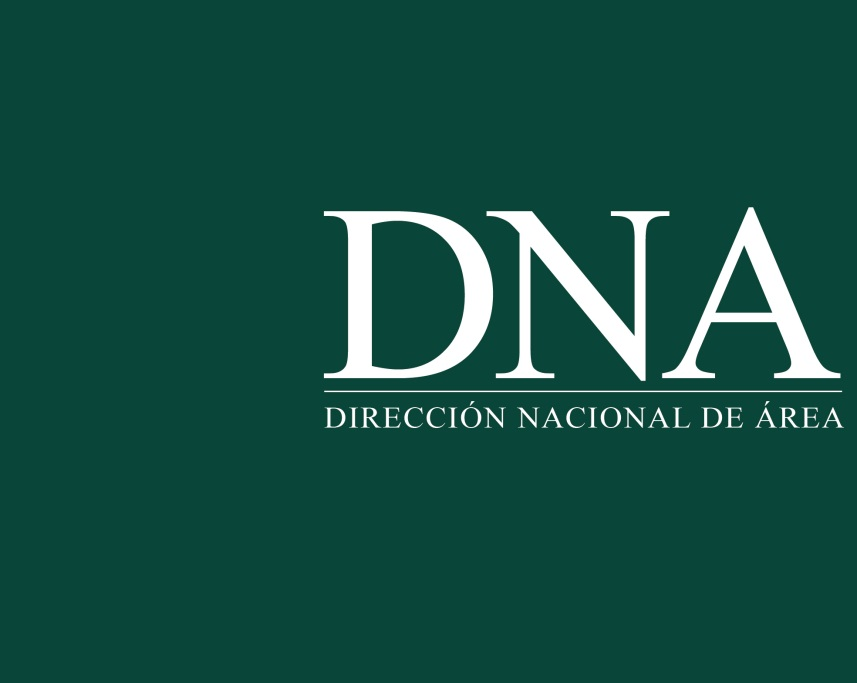 DNA
DIRECCIÓN NACIONAL DE ÁREA